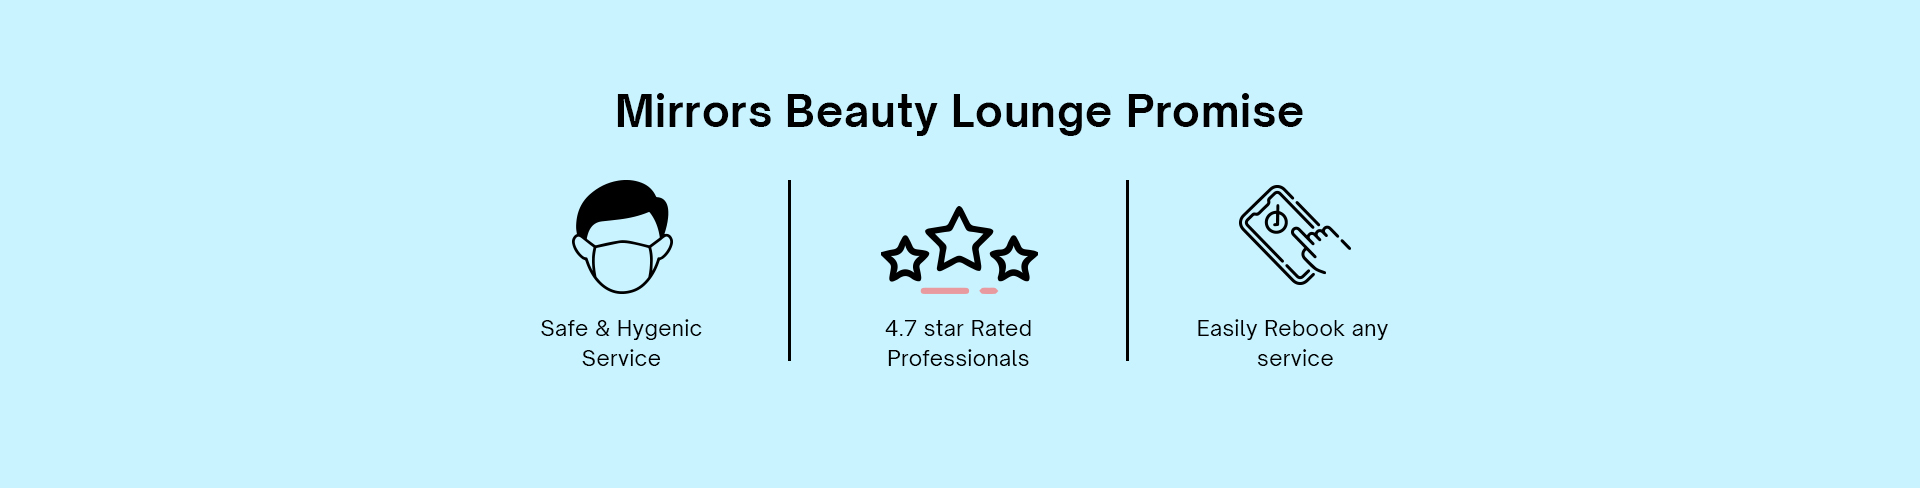 Mirrors Beauty Lounge Promise
Safe & Hygenic
Service
4.7 star Rated
Professionals
Easily Rebook any
service